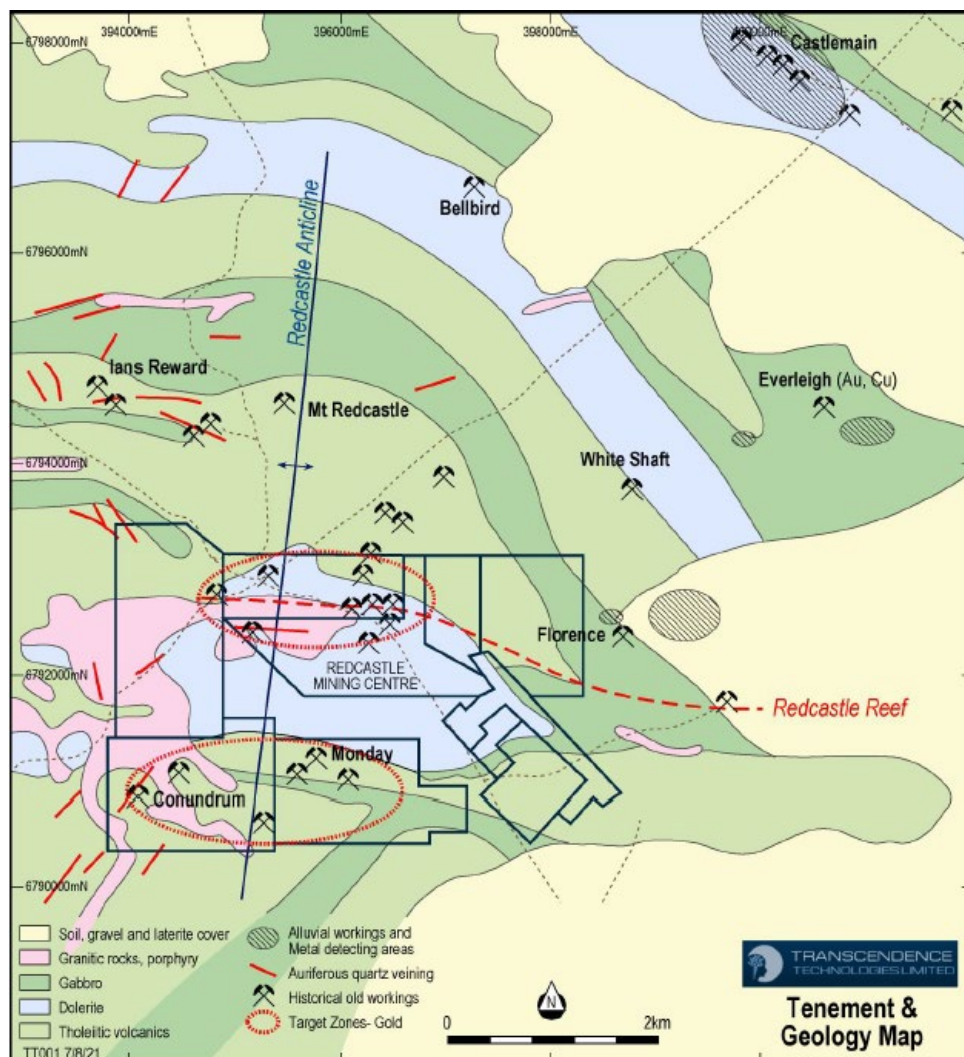 394000mE
396000mE
398000mE
6798000mN
Castlemain
Redcastle Anticline
Bellbird
6796000mN
Ians Reward
Mt Redcastle
Everleigh (Au, Cu)
White Shaft
6794000mN
Florence
REDCASTLE
MINING CENTRE
6792000mN
Redcastle Reef
Monday
Conundrum
6790000mN
Soil, gravel and laterite cover
Granitic rocks, porphyry
Gabbro
Dolerite
Tholeiitic volcanics
TT001 7/8/21
Alluvial workings and
Metal detecting areas
Auriferous quartz veining
Historical old workings
Target Zones- Gold
N
0
2km
TRANSCENDENCE
TECHNOLOGIES LIMITED
Tenement &
Geology Map